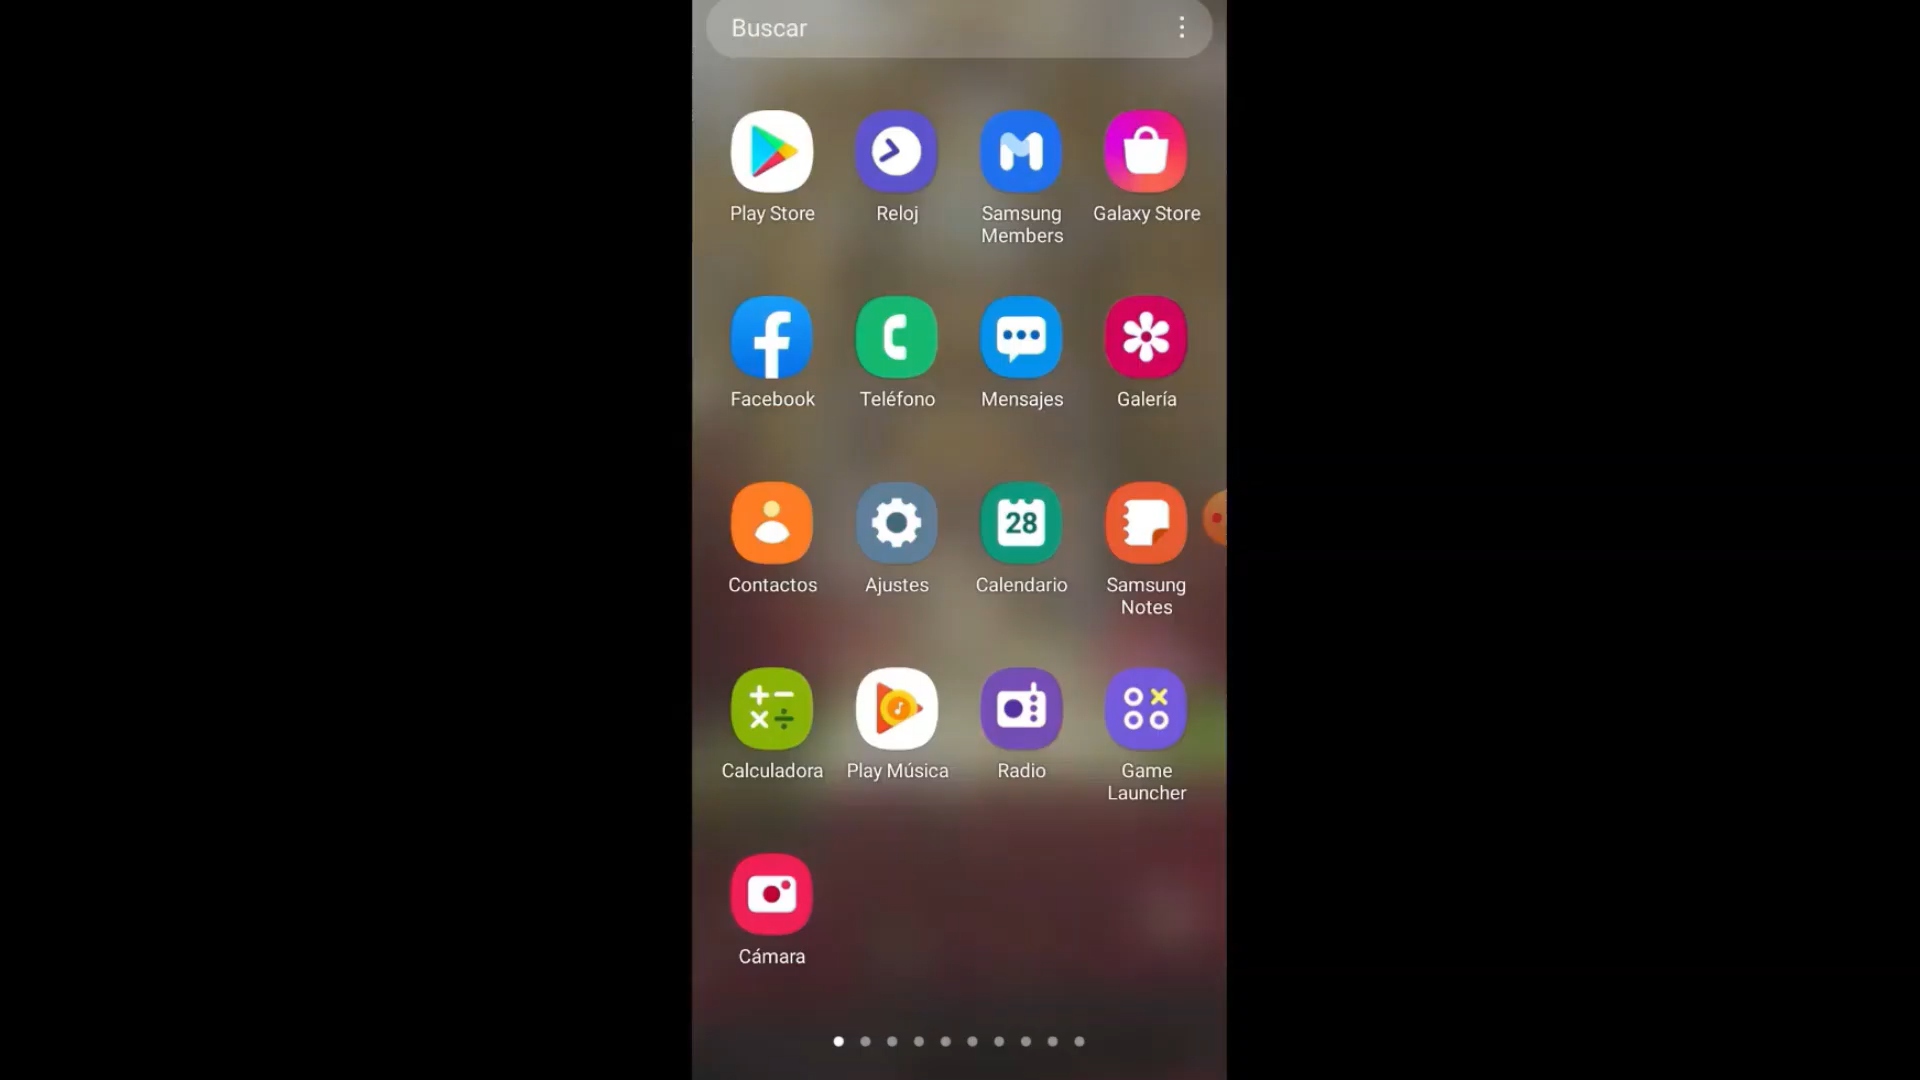 Buscar
Play Store
Reloj
Samsung
Members
Galaxy Store
Facebook
Teléfono
Mensajes
Galería
Contactos
Ajustes
28
Calendario
Samsung
Notes
Calculadora
Play Música
Radio
Game
Launcher
Cámara